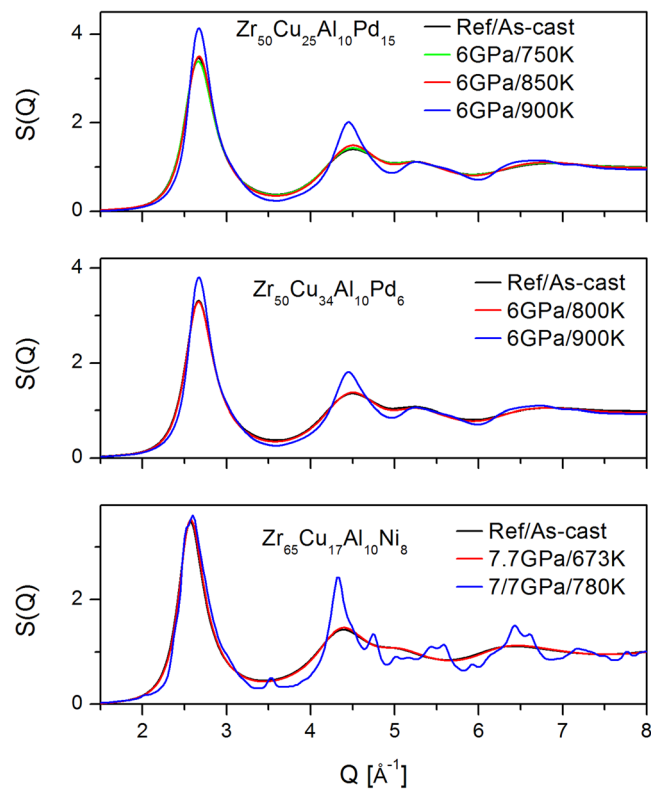 Zr50Cu25Al10Pd15
Ref/As-cast
6GPa/750K
6GPa/850K
6GPa/900K
S(Q)
4
2
0
Zr50Cu34Al10Pd6
Ref/As-cast
6GPa/800K
6GPa/900K
S(Q)
4
2
0
Zr65Cu17Al10Ni8
Ref/As-cast
7.7GPa/673K
7/7GPa/780K
S(Q)
2
0
2 3 4 5 6 7 8
Q [Å-1]